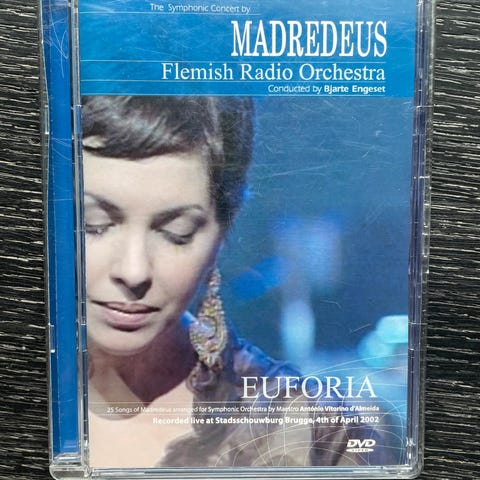 The Symphonic Concert by
MADREDEUS
Flemish Radio Orchestra
Conducted by Bjarte Engeset
EUFORIA
25 Songs of Madredeus arranged for Symphonic Orchestra by Maestro António Vitorino d'Almeida
Recorded live at Stadsschouwburg Brugge, 4th of April 2002
DVD
VIDEO